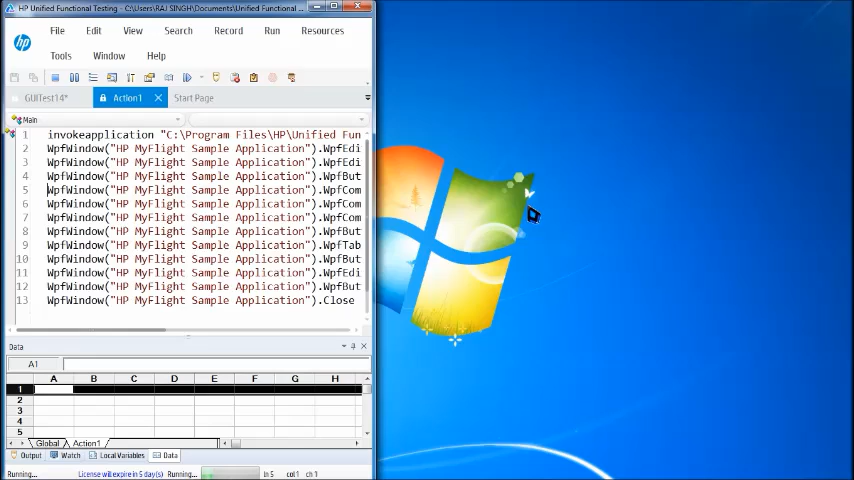 HP Unified Functional Testing - C:\Users\RAJ SINGH\Documents\Unified Functional ...
hp
File Edit View Search Record Run Resources
Tools Window Help
GUITest14* Action1 Start Page
Main
1 invokeapplication "C:\Program Files\HP\Unified Fun
2 WpfWindow("HP MyFlight Sample Application").WpfEdi
3 WpfWindow("HP MyFlight Sample Application").WpfEdi
4 WpfWindow("HP MyFlight Sample Application").WpfBut
5 WpfWindow("HP MyFlight Sample Application").WpfCom
6 WpfWindow("HP MyFlight Sample Application").WpfCom
7 WpfWindow("HP MyFlight Sample Application").WpfCom
8 WpfWindow("HP MyFlight Sample Application").WpfBut
9 WpfWindow("HP MyFlight Sample Application").WpfTab
10 WpfWindow("HP MyFlight Sample Application").WpfBut
11 WpfWindow("HP MyFlight Sample Application").WpfEdi
12 WpfWindow("HP MyFlight Sample Application").WpfBut
13 WpfWindow("HP MyFlight Sample Application").Close
Data
A1
A B C D E F G H
1
2
3
4
5
Global Action1
Output Watch Local Variables Data
Running... License will expire in 5 day(s) Running... ln 5 col 1 ch 1